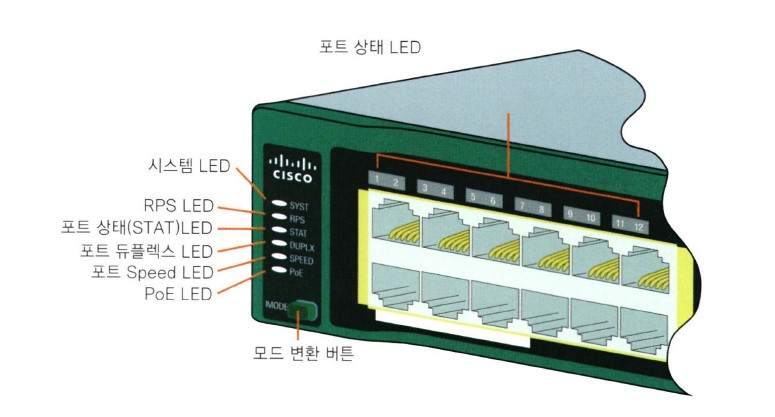 포트 상태 LED
시스템 LED
RPS LED
포트 상태(STAT)LED
포트 듀플렉스 LED
포트 Speed LED
PoE LED
모드 변환 버튼
CISCO
SYST
RPS
STAT
DUPLX
SPEED
PoE
MODE
1 2 3 4 5 6 7 8 9 10 11 12